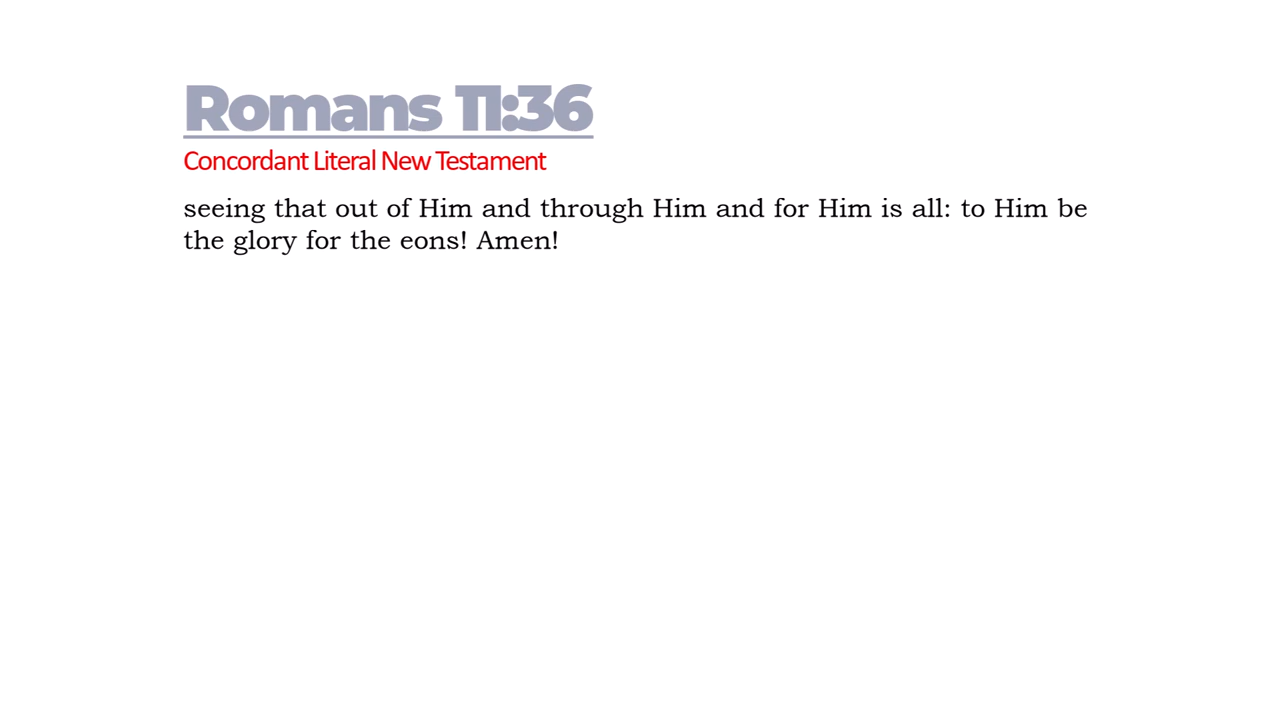 Romans 11:36
Concordant Literal New Testament
seeing that out of Him and through Him and for Him is all: to Him be
the glory for the eons! Amen!